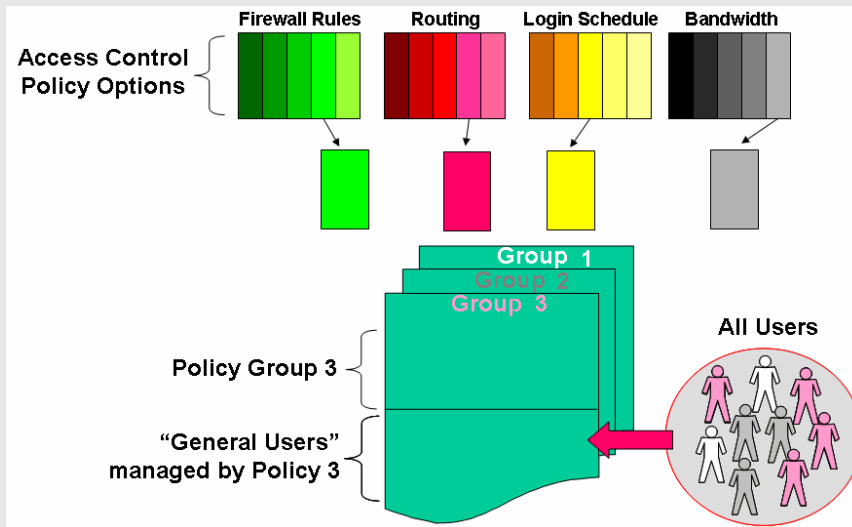 Firewall Rules
Routing
Login Schedule
Bandwidth
Access Control
Policy Options
Group 1
Group 2
Group 3
All Users
Policy Group 3
“General Users”
managed by Policy 3